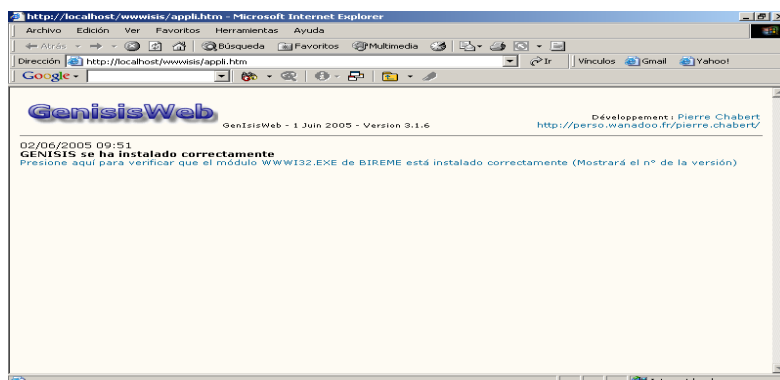 http://localhost/wwwisis/appli.htm - Microsoft Internet Explorer
Archivo Edición Ver Favoritos Herramientas Ayuda
Atrás Búsqueda Favoritos Multimedia
Dirección http://localhost/wwwisis/appli.htm Ir Vínculos Gmail Yahoo!
Google
GenisisWeb
GenIsisWeb - 1 Juin 2005 - Version 3.1.6
Développement : Pierre Chabert
http://perso.wanadoo.fr/pierre.chabert/
02/06/2005 09:51
GENISIS se ha instalado correctamente
Presione aquí para verificar que el módulo WWWI32.EXE de BIREME está instalado correctamente (Mostrará el n° de la versión)